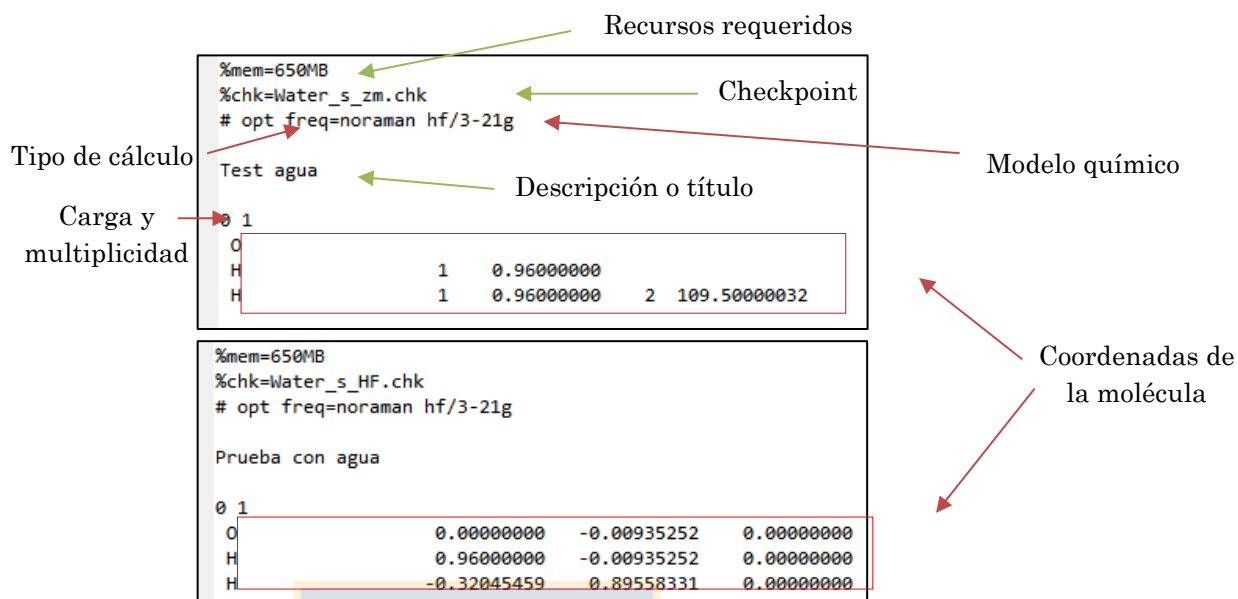 Recursos requeridos
%mem=650MB
%chk=Water_s_zm.chk
Checkpoint
# opt freq=noraman hf/3-21g
Tipo de cálculo
Modelo químico
Test agua
Descripción o título
Carga y
multiplicidad
0 1
O
H 1 0.96000000
H 1 0.96000000 2 109.50000032
%mem=650MB
%chk=Water_s_HF.chk
# opt freq=noraman hf/3-21g
Coordenadas de
la molécula
Prueba con agua
0 1
O 0.00000000 -0.00935252 0.00000000
H 0.96000000 -0.00935252 0.00000000
H -0.32045459 0.89558331 0.00000000